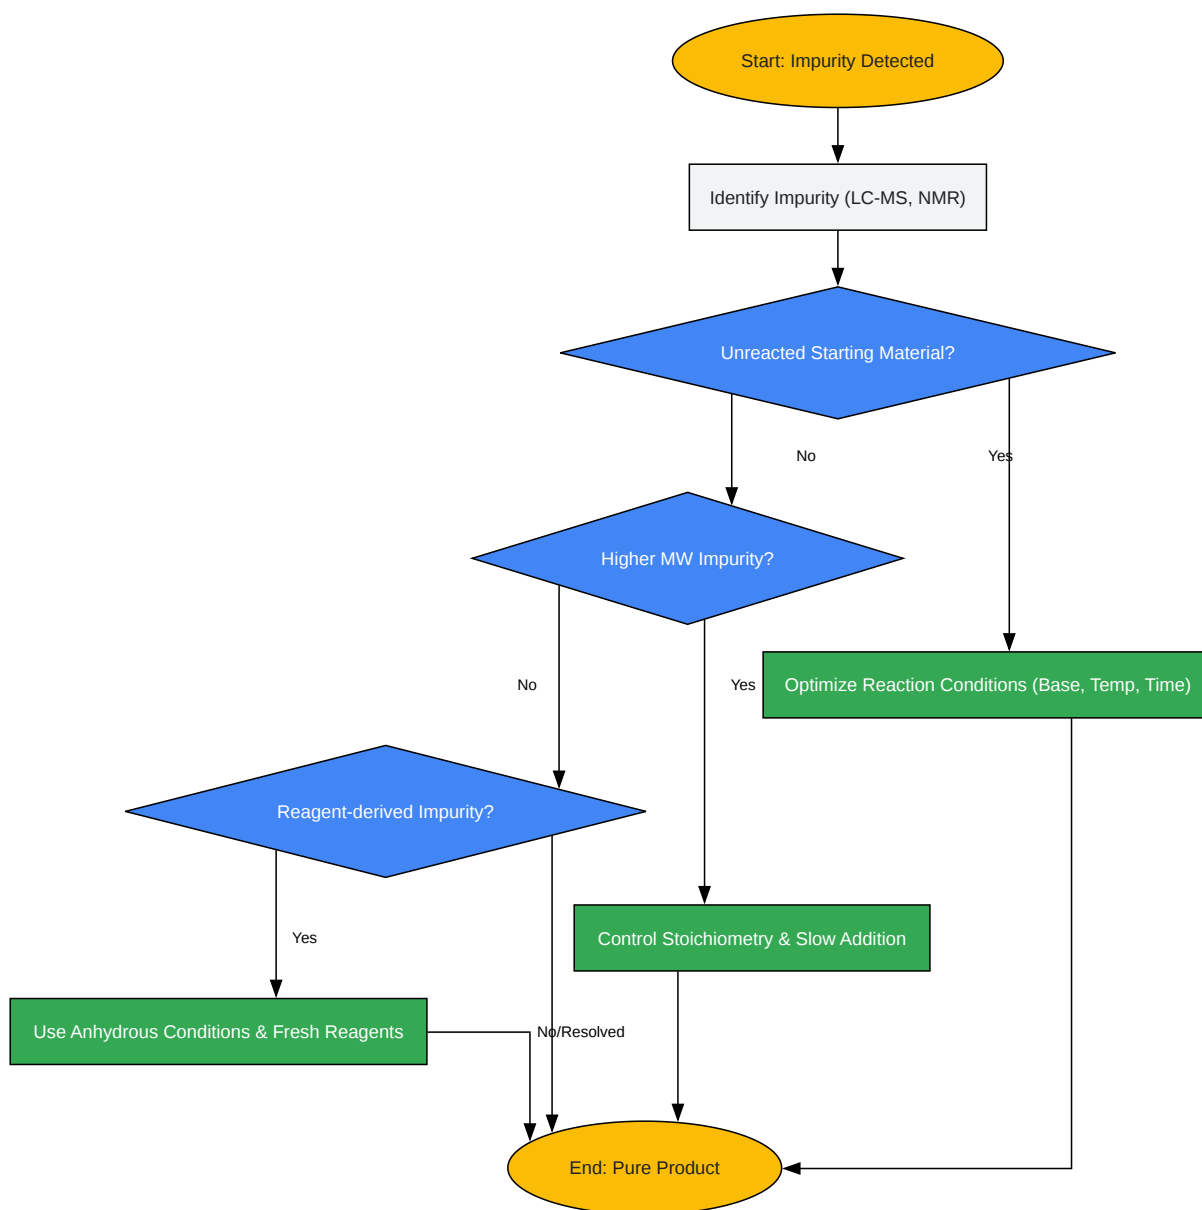 Start: Impurity Detected
Identify Impurity (LC-MS, NMR)
Unreacted Starting Material?
No
Yes
Higher MW Impurity?
No
Yes
Optimize Reaction Conditions (Base, Temp, Time)
Reagent-derived Impurity?
Yes
Control Stoichiometry & Slow Addition
Use Anhydrous Conditions & Fresh Reagents
No/Resolved
End: Pure Product